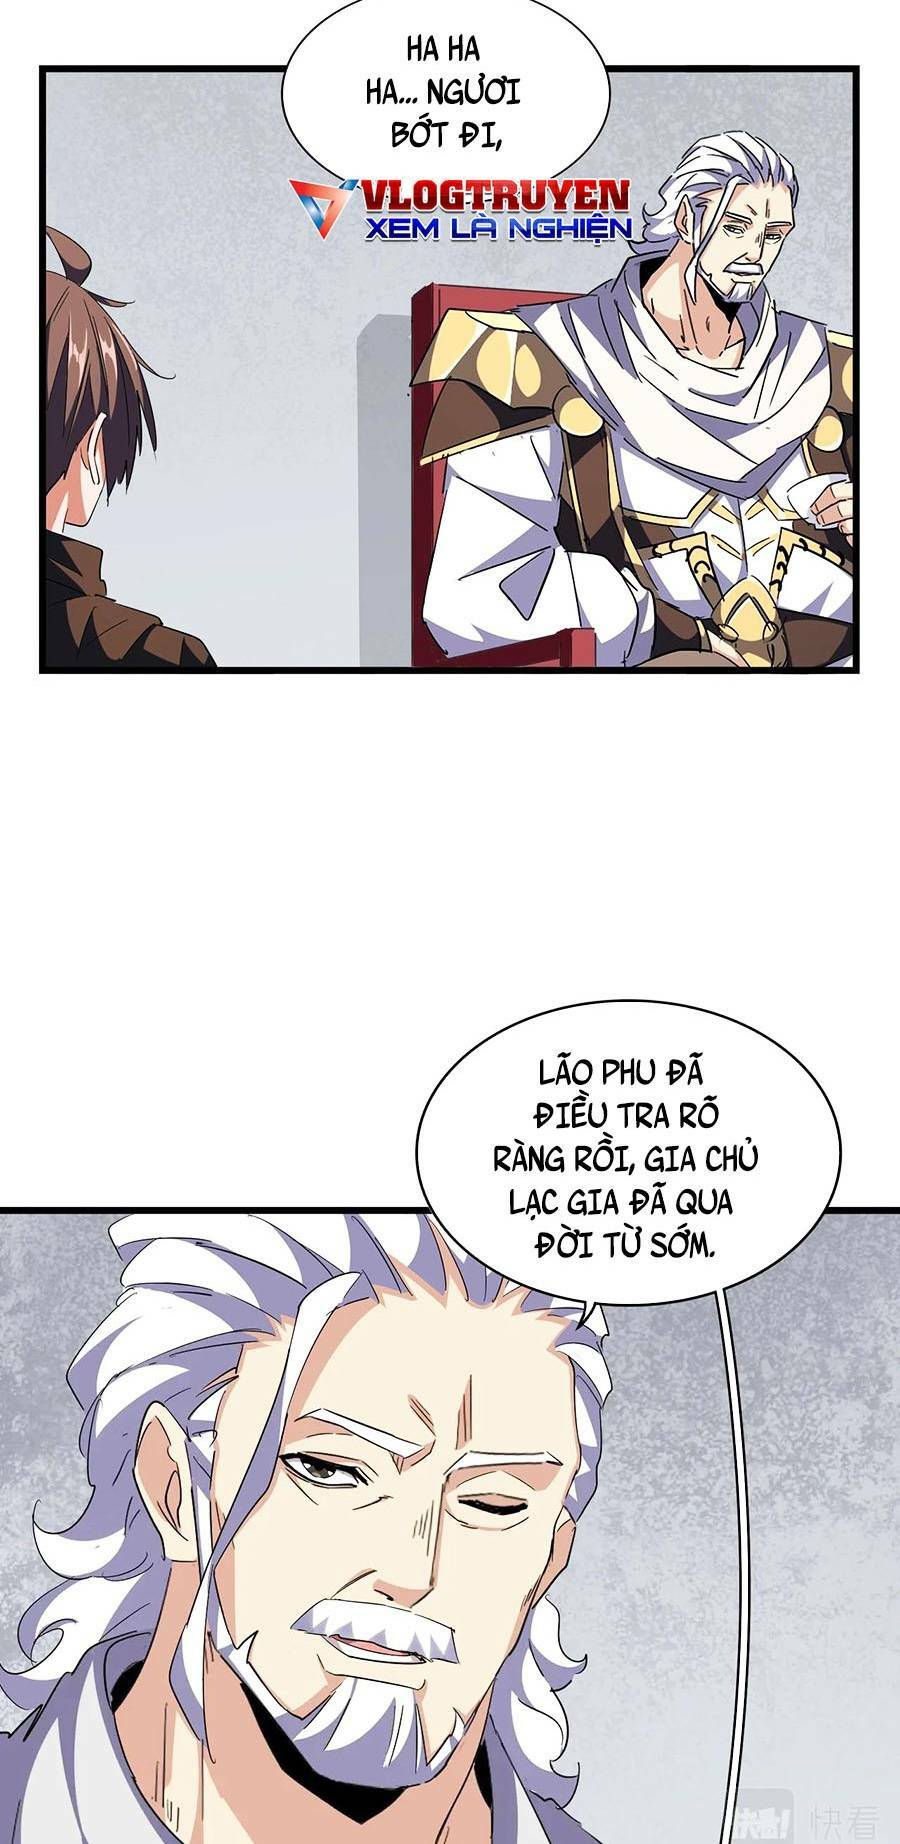 HA HA
HA... NGƯƠI
BỚT ĐI,
VLOGTRUYEN
XEM LÀ NGHIỆN
LÃO PHU ĐÃ
ĐIỀU TRA RÕ
RÀNG RỒI, GIA CHỦ
LẠC GIA ĐÃ QUA
ĐỜI TỪ SỚM.
快看